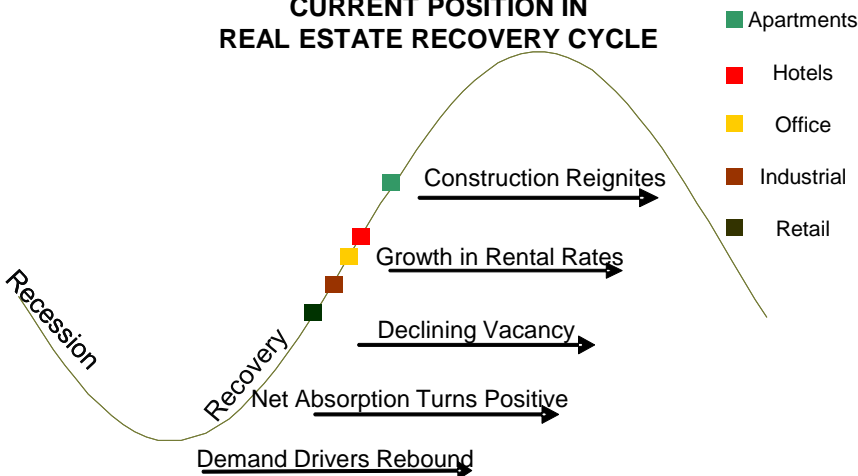 CURRENT POSITION IN
REAL ESTATE RECOVERY CYCLE
Apartments
Hotels
Office
Industrial
Retail
Construction Reignites
Growth in Rental Rates
Declining Vacancy
Net Absorption Turns Positive
Demand Drivers Rebound
Recession
Recovery